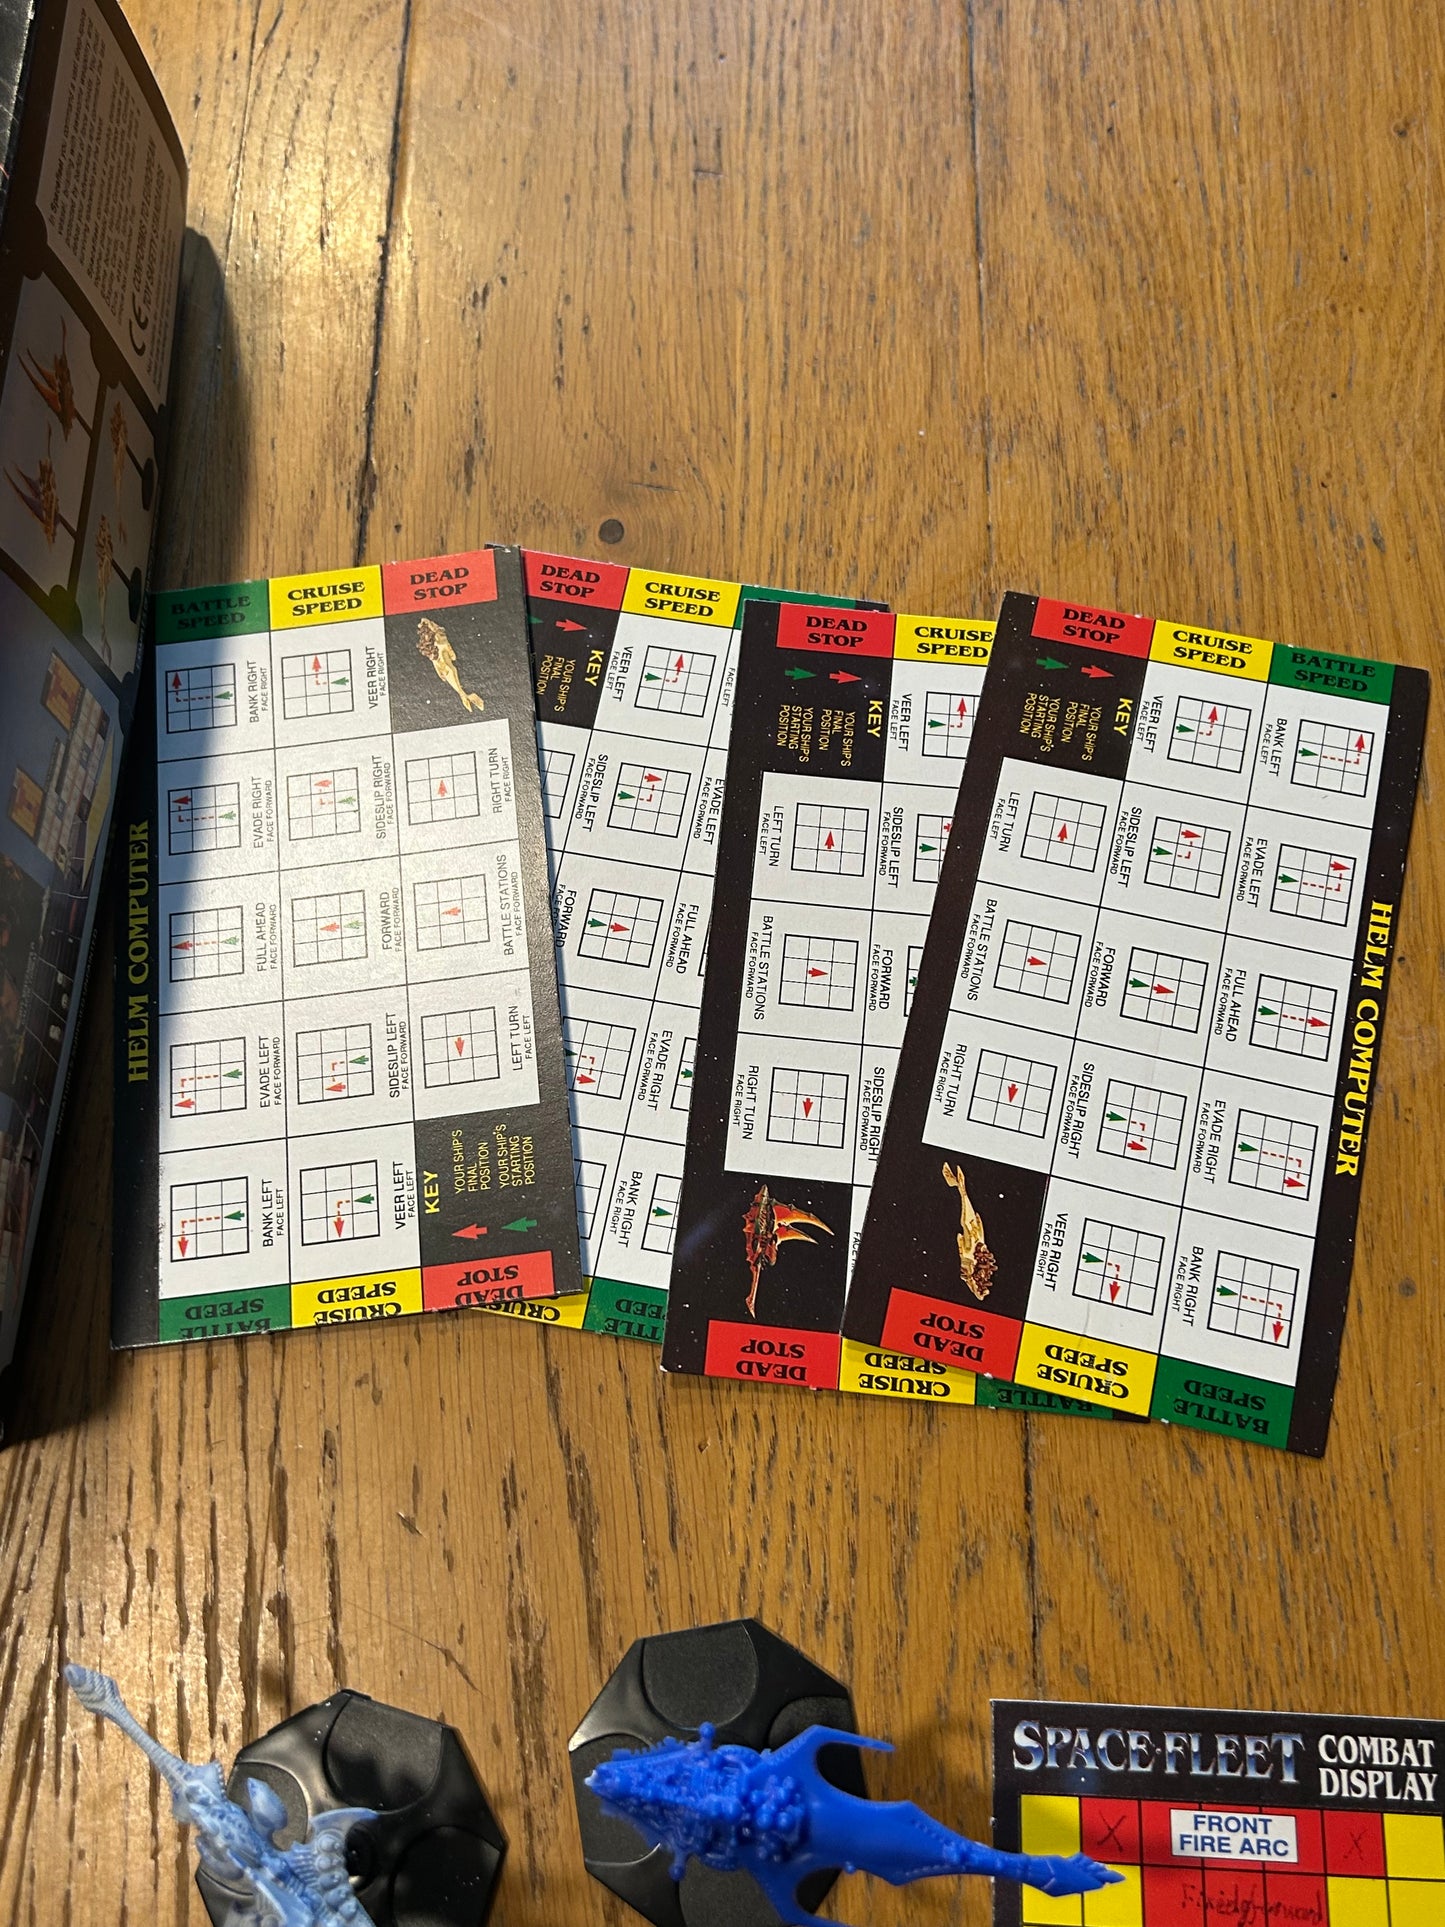 CONFORMS TO EUROPEAN
TOY SAFETY STANDARDS
BATTLE
SPEED
CRUISE
SPEED
DEAD
STOP
HELM COMPUTER
BANK RIGHT
FACE RIGHT
EVADE RIGHT
FACE FORWARD
FULL AHEAD
FACE FORWARD
EVADE LEFT
FACE FORWARD
BANK LEFT
FACE LEFT
VEER RIGHT
FACE RIGHT
SIDESLIP RIGHT
FACE FORWARD
FORWARD
FACE FORWARD
SIDESLIP LEFT
FACE FORWARD
VEER LEFT
FACE LEFT
RIGHT TURN
FACE RIGHT
BATTLE STATIONS
FACE FORWARD
LEFT TURN
FACE LEFT
KEY
YOUR SHIP'S
FINAL
POSITION
YOUR SHIP'S
STARTING
POSITION
BATTLE
SPEED
CRUISE
SPEED
DEAD
STOP
DEAD
STOP
CRUISE
SPEED
KEY
YOUR SHIP'S
FINAL
POSITION
VEER LEFT
FACE LEFT
SIDESLIP LEFT
FACE FORWARD
FORWARD
FACE LEFT
EVADE LEFT
FACE FORWARD
FULL AHEAD
FACE FORWARD
EVADE RIGHT
FACE FORWARD
BANK RIGHT
FACE RIGHT
CRUISE
BATTLE
SPEED
DEAD
STOP
CRUISE
SPEED
KEY
YOUR SHIP'S
FINAL
POSITION
YOUR SHIP'S
STARTING
POSITION
VEER LEFT
FACE LEFT
SIDESLIP LEFT
FACE FORWARD
FORWARD
FACE FORWARD
SIDESLIP RIGHT
FACE FORWARD
LEFT TURN
FACE LEFT
BATTLE STATIONS
FACE FORWARD
RIGHT TURN
FACE RIGHT
DEAD
STOP
CRUISE
SPEED
BATTLE
DEAD
STOP
CRUISE
SPEED
BATTLE
SPEED
HELM COMPUTER
KEY
YOUR SHIP'S
FINAL
POSITION
YOUR SHIP'S
STARTING
POSITION
BANK LEFT
FACE LEFT
EVADE LEFT
FACE FORWARD
FULL AHEAD
FACE FORWARD
EVADE RIGHT
FACE FORWARD
BANK RIGHT
FACE RIGHT
VEER LEFT
FACE LEFT
SIDESLIP LEFT
FACE FORWARD
FORWARD
FACE FORWARD
SIDESLIP RIGHT
FACE FORWARD
VEER RIGHT
FACE RIGHT
LEFT TURN
FACE LEFT
BATTLE STATIONS
FACE FORWARD
RIGHT TURN
FACE RIGHT
DEAD
STOP
CRUISE
SPEED
BATTLE
SPEED
SPACE·FLEET COMBAT
DISPLAY
X FRONT
FIRE ARC X
Fixed forward